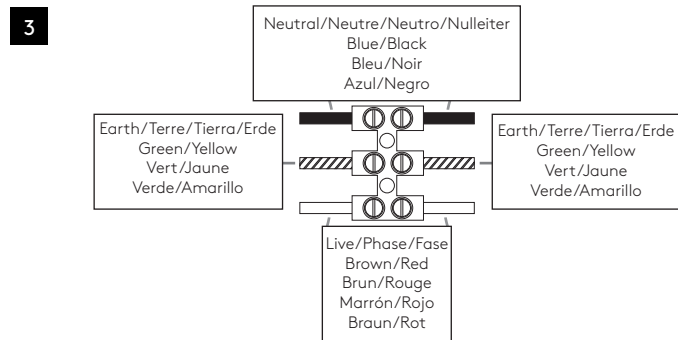 3
Neutral/Neutre/Neutro/Nulleiter
Blue/Black
Bleu/Noir
Azul/Negro
Earth/Terre/Tierra/Erde
Green/Yellow
Vert/Jaune
Verde/Amarillo
Earth/Terre/Tierra/Erde
Green/Yellow
Vert/Jaune
Verde/Amarillo
Live/Phase/Fase
Brown/Red
Brun/Rouge
Marrón/Rojo
Braun/Rot